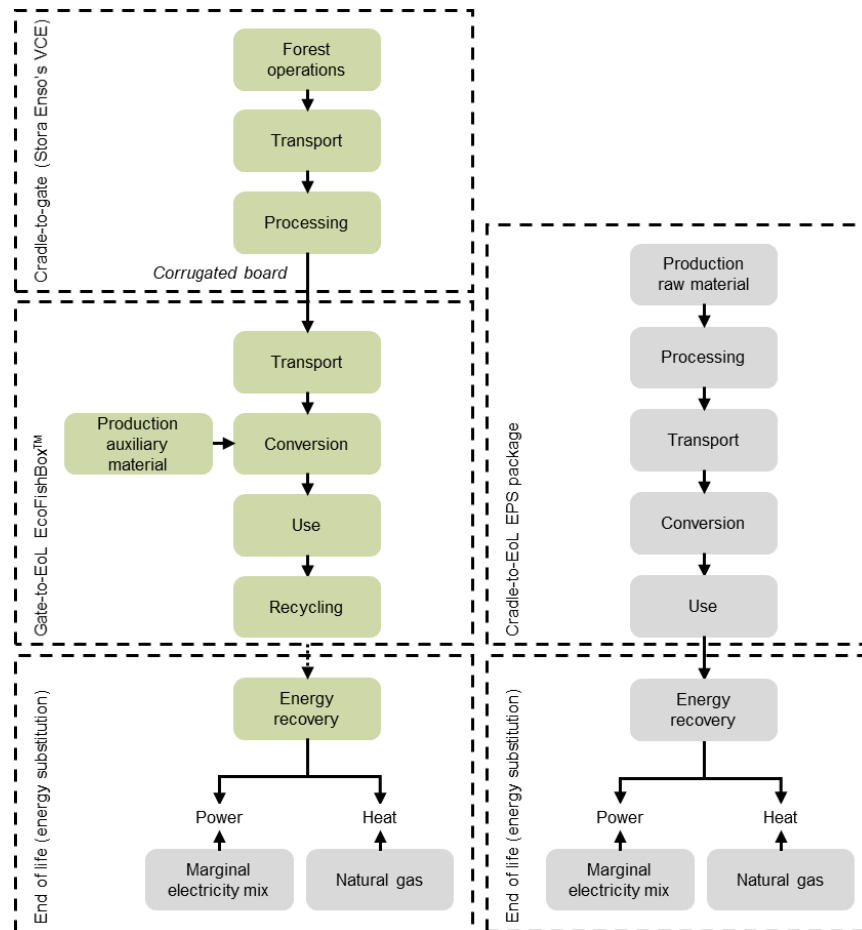 Cradle-to-gate (Stora Enso's VCE)
Forest
operations
Transport
Processing
Corrugated board
Gate-to-EoL EcoFishBox™
Transport
Production
auxiliary
material
Conversion
Use
Recycling
End of life (energy substitution)
Energy
recovery
Power
Heat
Marginal
electricity mix
Natural gas
Cradle-to-EoL EPS package
Production
raw material
Processing
Transport
Conversion
Use
End of life (energy substitution)
Energy
recovery
Power
Heat
Marginal
electricity mix
Natural gas